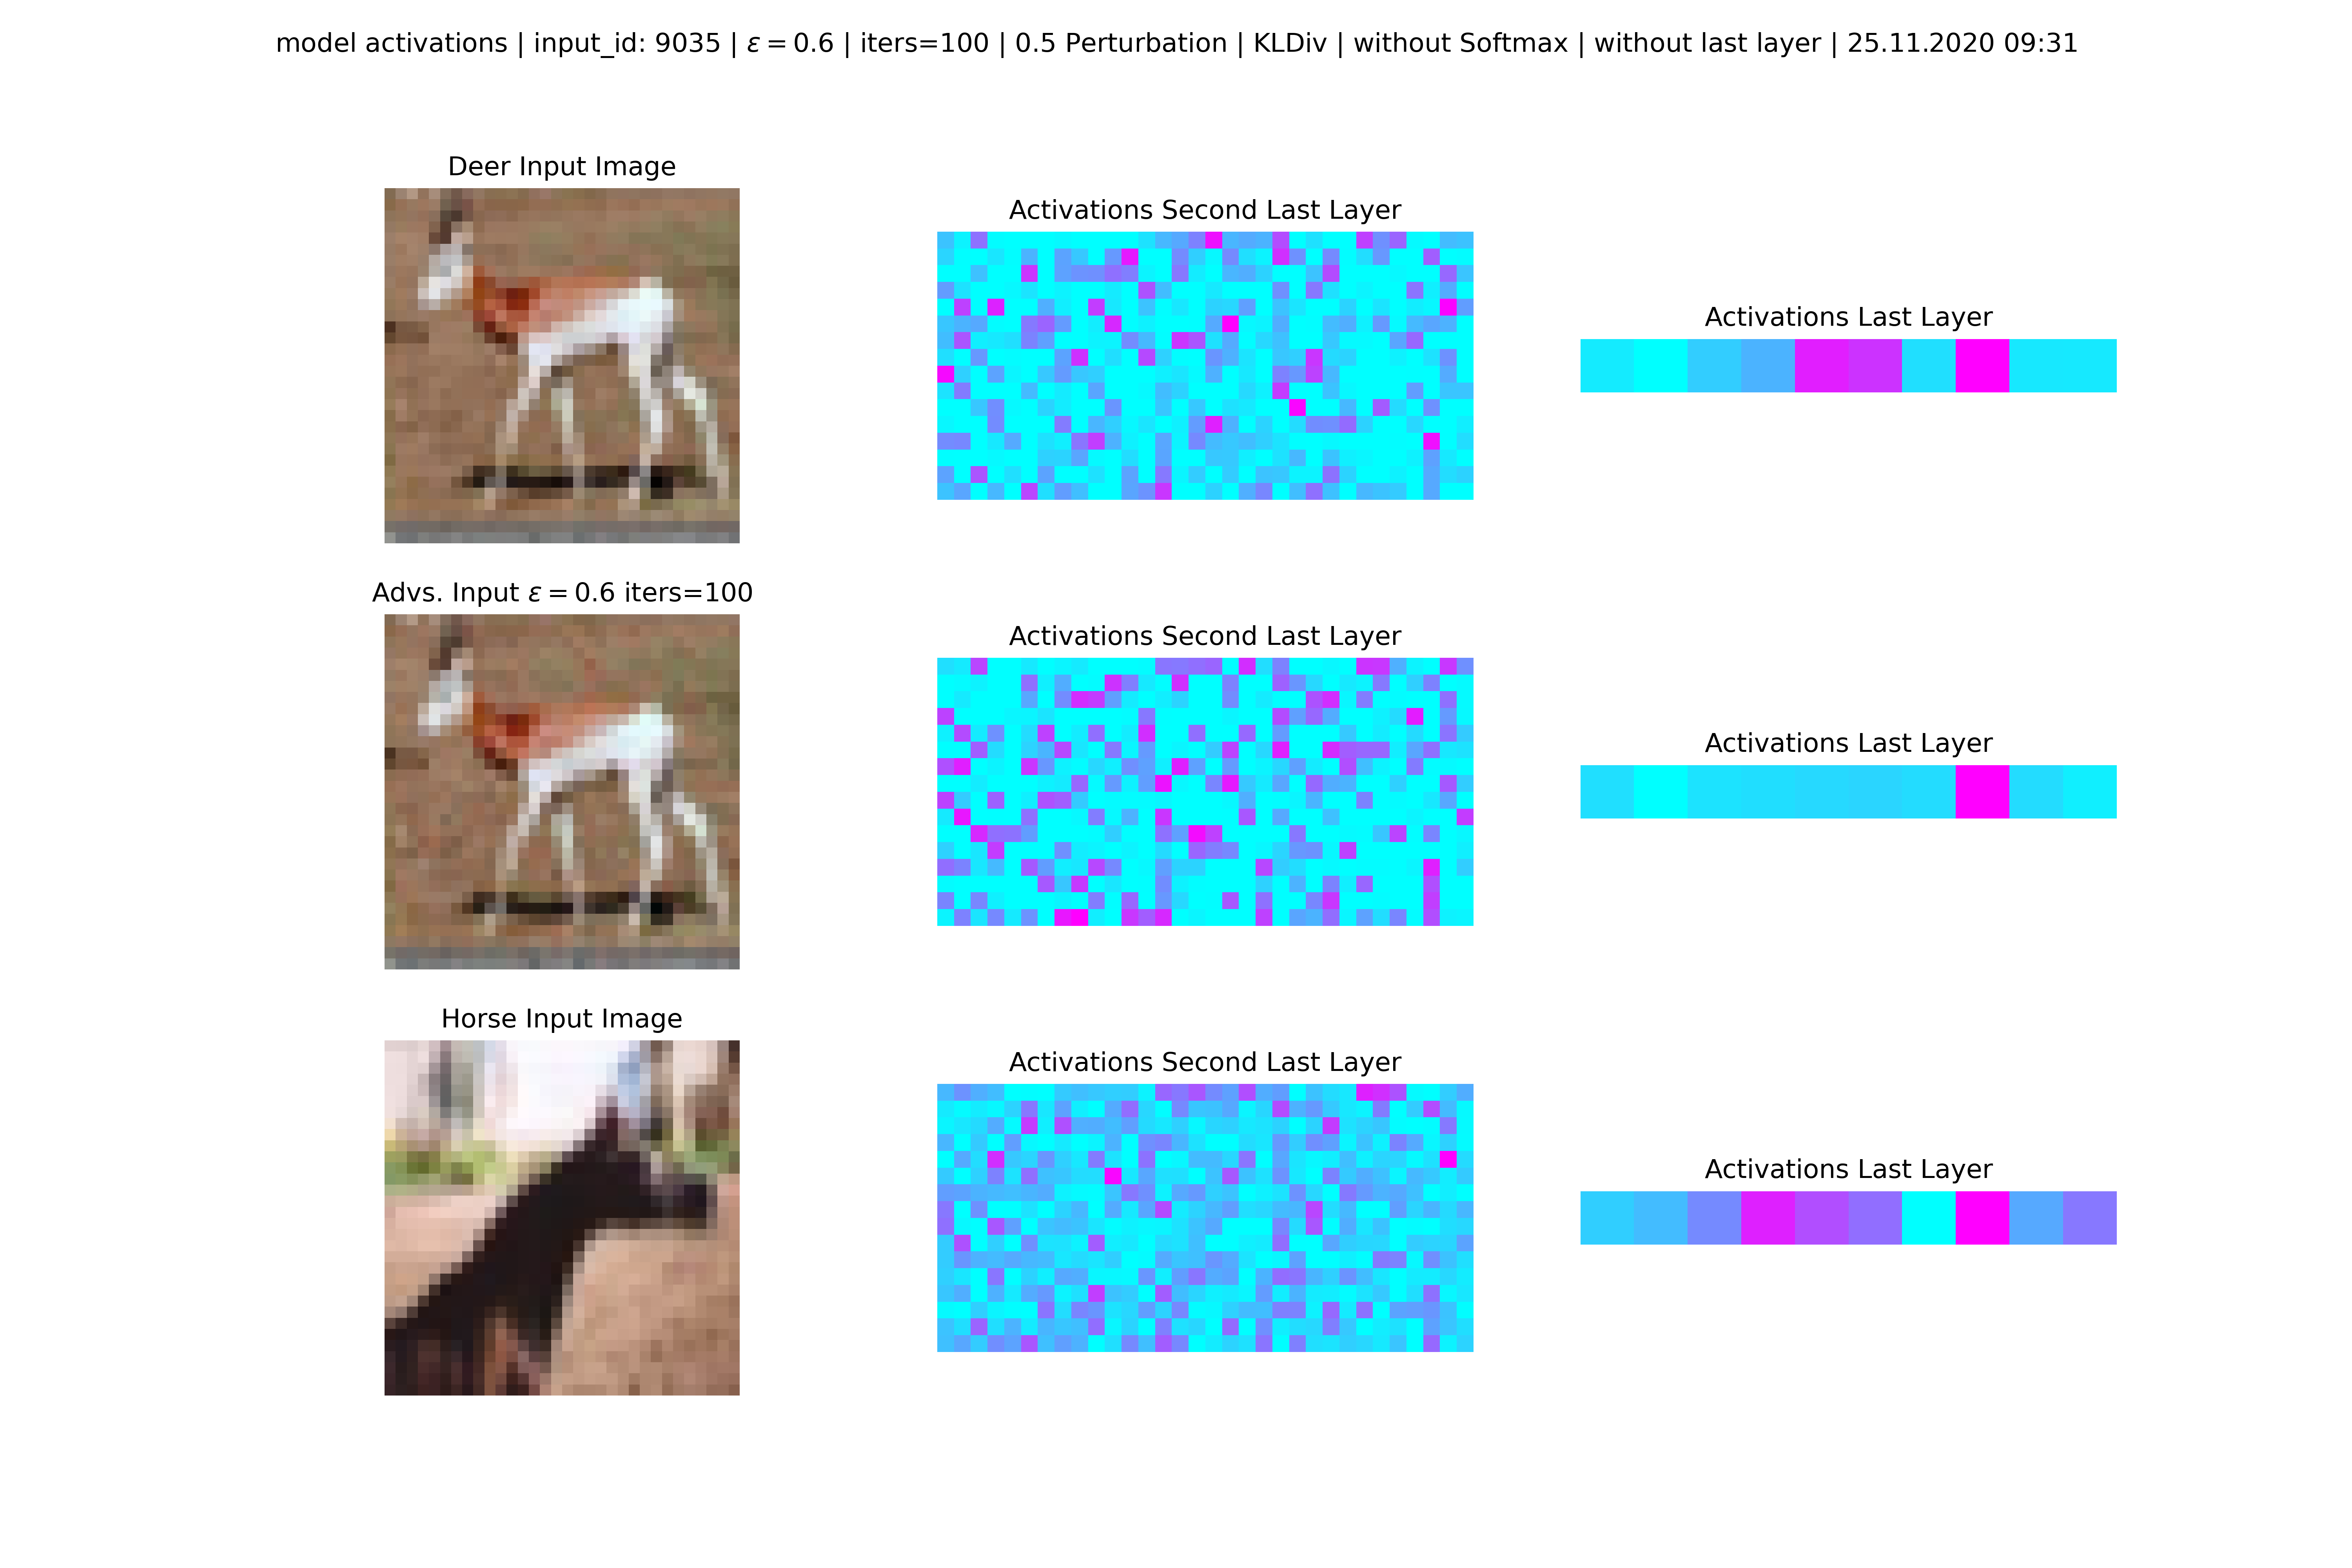 model activations | input_id: 9035 | ε = 0.6 | iters=100 | 0.5 Perturbation | KLDiv | without Softmax | without last layer | 25.11.2020 09:31
Deer Input Image
Activations Second Last Layer
Activations Last Layer
Advs. Input ε = 0.6 iters=100
Activations Second Last Layer
Activations Last Layer
Horse Input Image
Activations Second Last Layer
Activations Last Layer